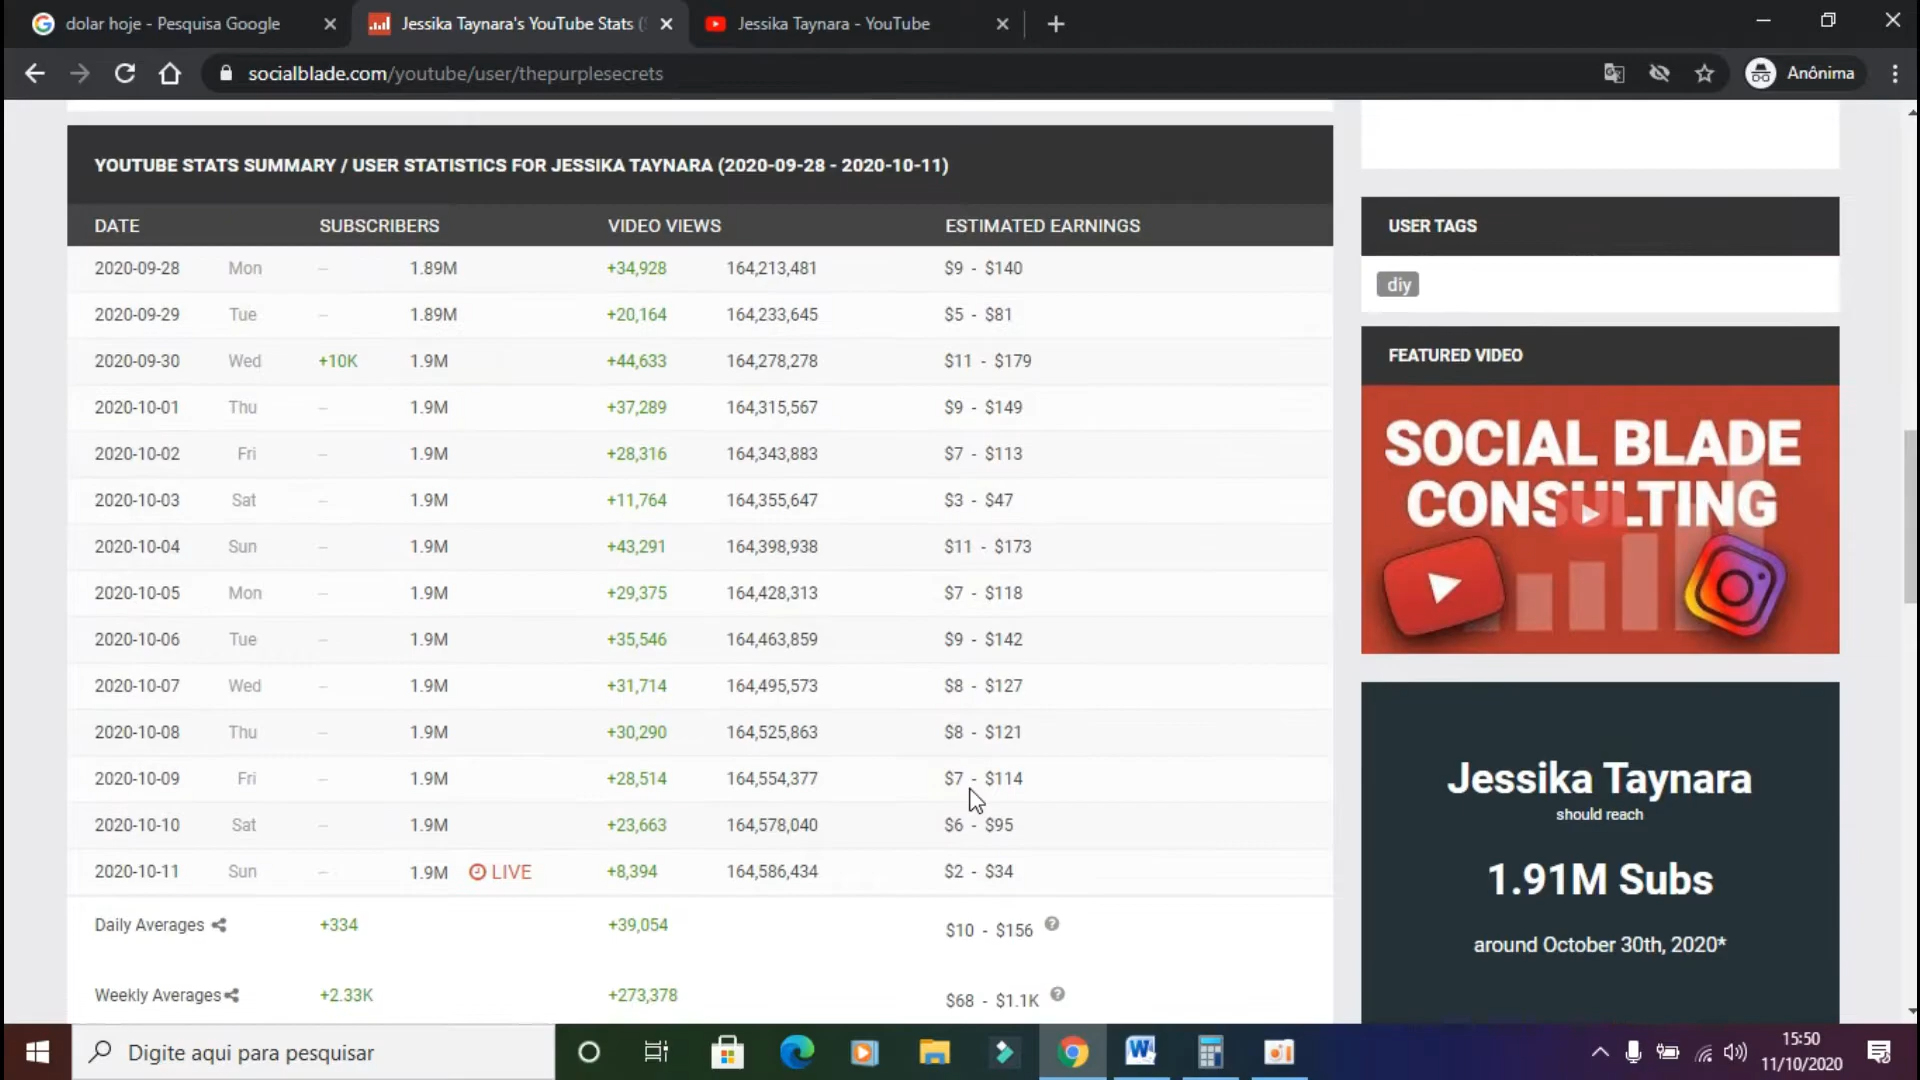 dolar hoje - Pesquisa Google
Jessika Taynara's YouTube Stats (
Jessika Taynara - YouTube
socialblade.com/youtube/user/thepurplesecrets
Anônima
YOUTUBE STATS SUMMARY / USER STATISTICS FOR JESSIKA TAYNARA (2020-09-28 - 2020-10-11)
DATE SUBSCRIBERS VIDEO VIEWS ESTIMATED EARNINGS
2020-09-28 Mon -- 1.89M +34,928 164,213,481 $9 - $140
2020-09-29 Tue -- 1.89M +20,164 164,233,645 $5 - $81
2020-09-30 Wed +10K 1.9M +44,633 164,278,278 $11 - $179
2020-10-01 Thu -- 1.9M +37,289 164,315,567 $9 - $149
2020-10-02 Fri -- 1.9M +28,316 164,343,883 $7 - $113
2020-10-03 Sat -- 1.9M +11,764 164,355,647 $3 - $47
2020-10-04 Sun -- 1.9M +43,291 164,398,938 $11 - $173
2020-10-05 Mon -- 1.9M +29,375 164,428,313 $7 - $118
2020-10-06 Tue -- 1.9M +35,546 164,463,859 $9 - $142
2020-10-07 Wed -- 1.9M +31,714 164,495,573 $8 - $127
2020-10-08 Thu -- 1.9M +30,290 164,525,863 $8 - $121
2020-10-09 Fri -- 1.9M +28,514 164,554,377 $7 - $114
2020-10-10 Sat -- 1.9M +23,663 164,578,040 $6 - $95
2020-10-11 Sun -- 1.9M LIVE +8,394 164,586,434 $2 - $34
Daily Averages +334 +39,054 $10 - $156
Weekly Averages +2.33K +273,378 $68 - $1.1K
USER TAGS
diy
FEATURED VIDEO
SOCIAL BLADE
CONSULTING
Jessika Taynara
should reach
1.91M Subs
around October 30th, 2020*
Digite aqui para pesquisar
15:50
11/10/2020